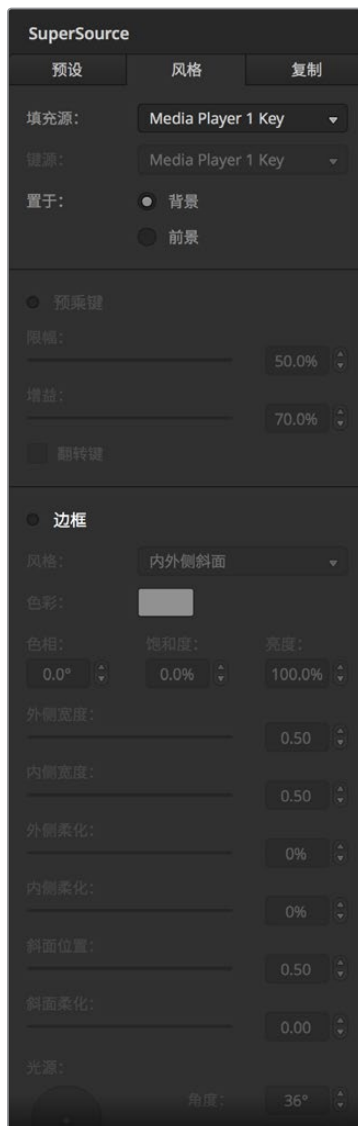 SuperSource
预设 风格 复制
填充源： Media Player 1 Key
键源： Media Player 1 Key
置于： 背景
前景
预乘键
限幅：
50.0%
增益：
70.0%
翻转键
边框
风格： 内外侧斜面
色彩：
色相： 饱和度： 亮度：
0.0° 0.0% 100.0%
外侧宽度：
0.50
内侧宽度：
0.50
外侧柔化：
0%
内侧柔化：
0%
斜面位置：
0.50
斜面柔化：
0.00
光源：
角度： 36°